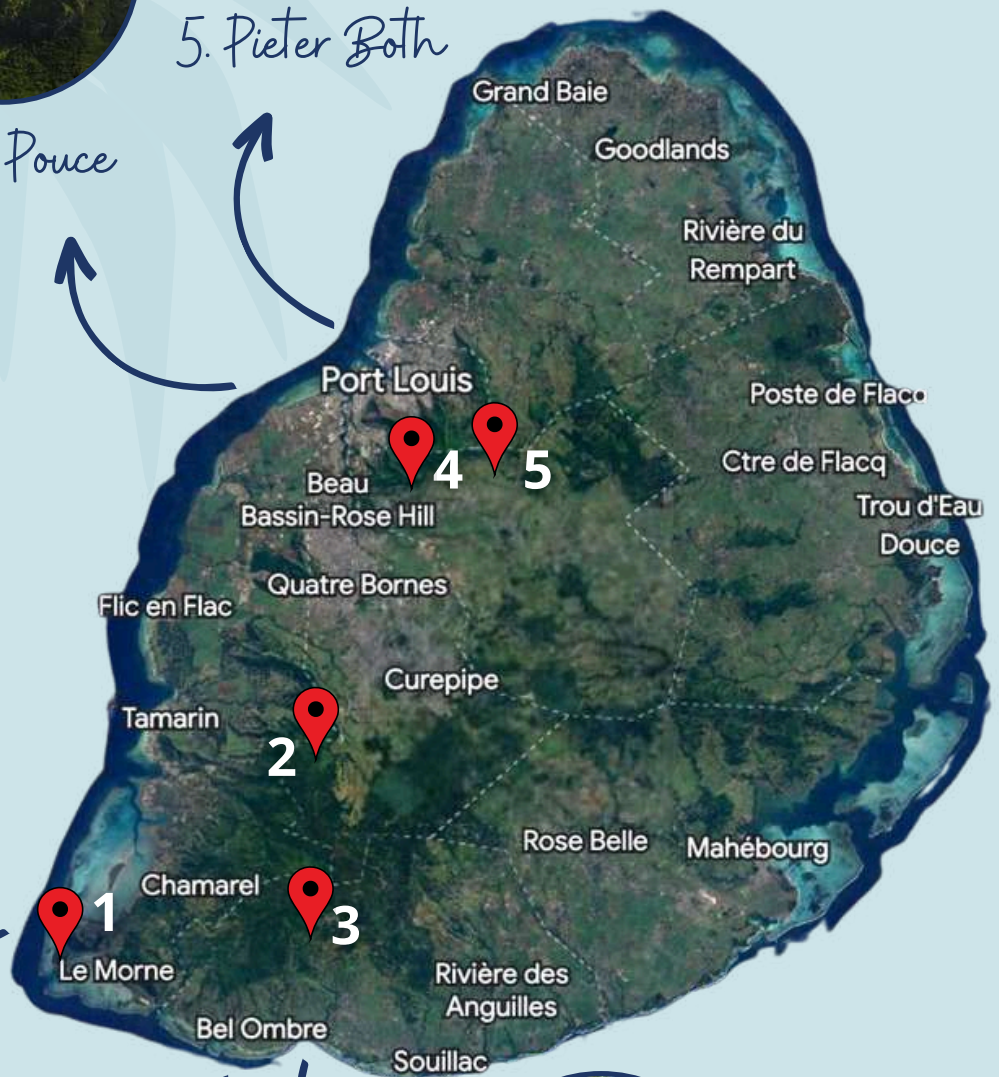 5. Pieter Both
Pouce
Grand Baie
Goodlands
Rivière du
Rempart
Port Louis
Poste de Flacq
4
5
Ctre de Flacq
Beau
Bassin-Rose Hill
Trou d'Eau
Douce
Quatre Bornes
Flic en Flac
Curepipe
Tamarin
2
Rose Belle
Mahébourg
Chamarel
1
3
Le Morne
Rivière des
Anguilles
Bel Ombre
Souillac